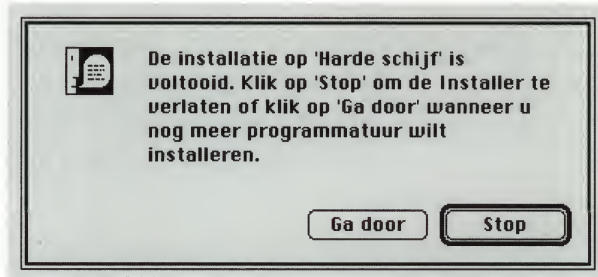 De installatie op 'Harde schijf' is
voltooid. Klik op 'Stop' om de Installer te
verlaten of klik op 'Ga door' wanneer u
nog meer programmatuur wilt
installeren.
Ga door
Stop